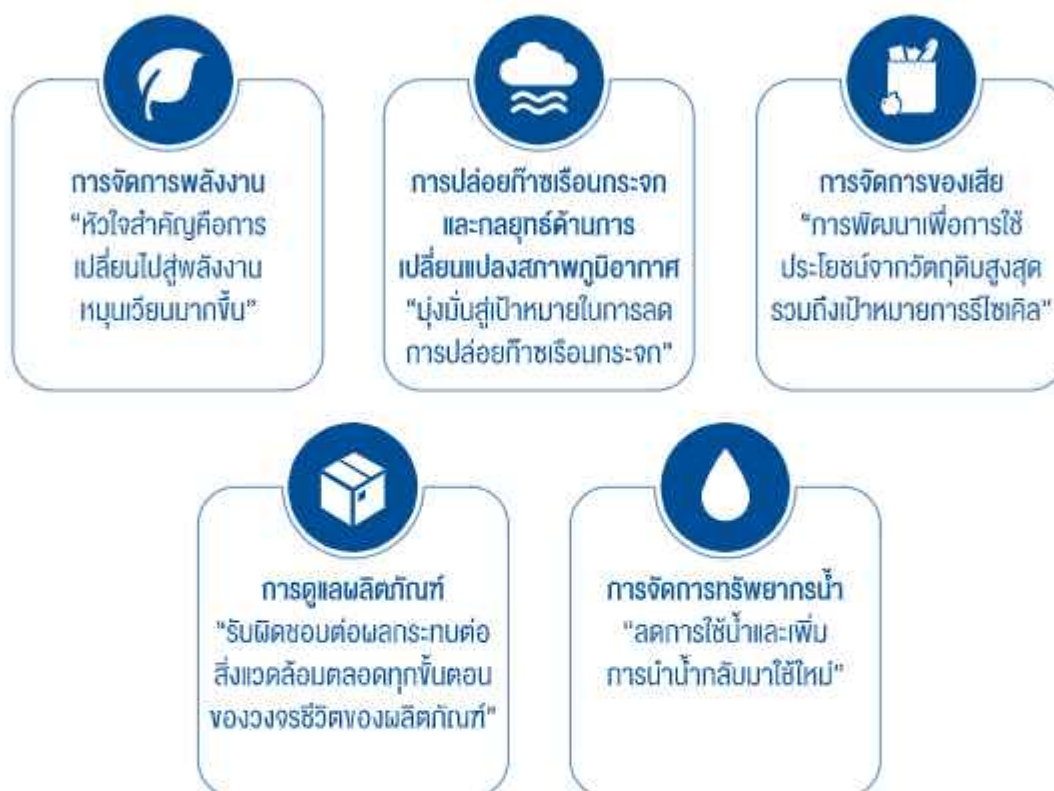 การจัดการพลังงาน
“หัวใจสำคัญคือการ
เปลี่ยนไปสู่พลังงาน
หมุนเวียนมากขึ้น”
การปล่อยก๊าซเรือนกระจก
และกลยุทธ์ด้านการ
เปลี่ยนแปลงสภาพภูมิอากาศ
“มุ่งมั่นสู่เป้าหมายในการลด
การปล่อยก๊าซเรือนกระจก”
การจัดการของเสีย
“การพัฒนาเพื่อการใช้
ประโยชน์จากวัตถุดิบสูงสุด
รวมถึงเป้าหมายการรีไซเคิล”
การดูแลผลิตภัณฑ์
“รับผิดชอบต่อผลกระทบต่อ
สิ่งแวดล้อมตลอดทุกขั้นตอน
ของวงจรชีวิตของผลิตภัณฑ์”
การจัดการทรัพยากรน้ำ
“ลดการใช้น้ำและเพิ่ม
การนำน้ำกลับมาใช้ใหม่”